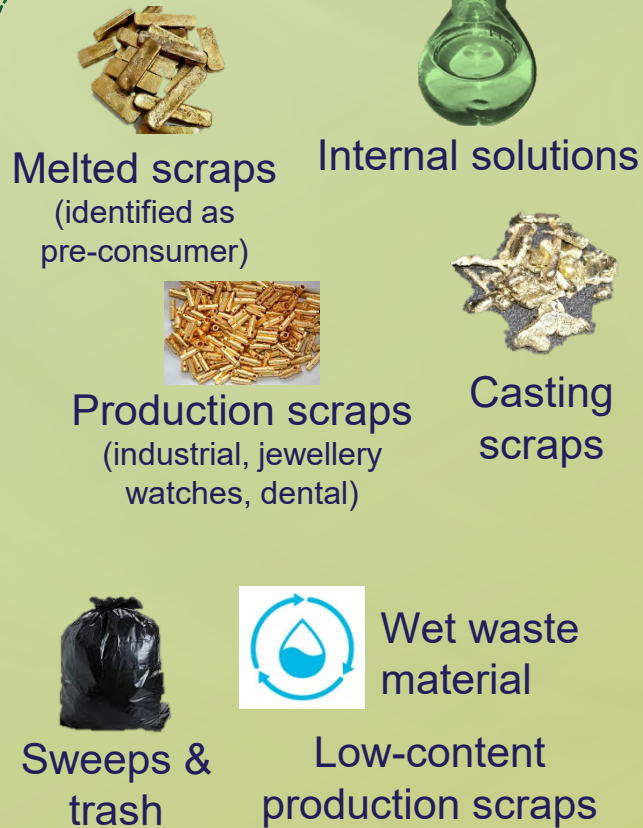 Melted scraps
(identified as
pre-consumer)
Internal solutions
Production scraps
(industrial, jewellery
watches, dental)
Casting
scraps
Sweeps &
trash
Wet waste
material
Low-content
production scraps